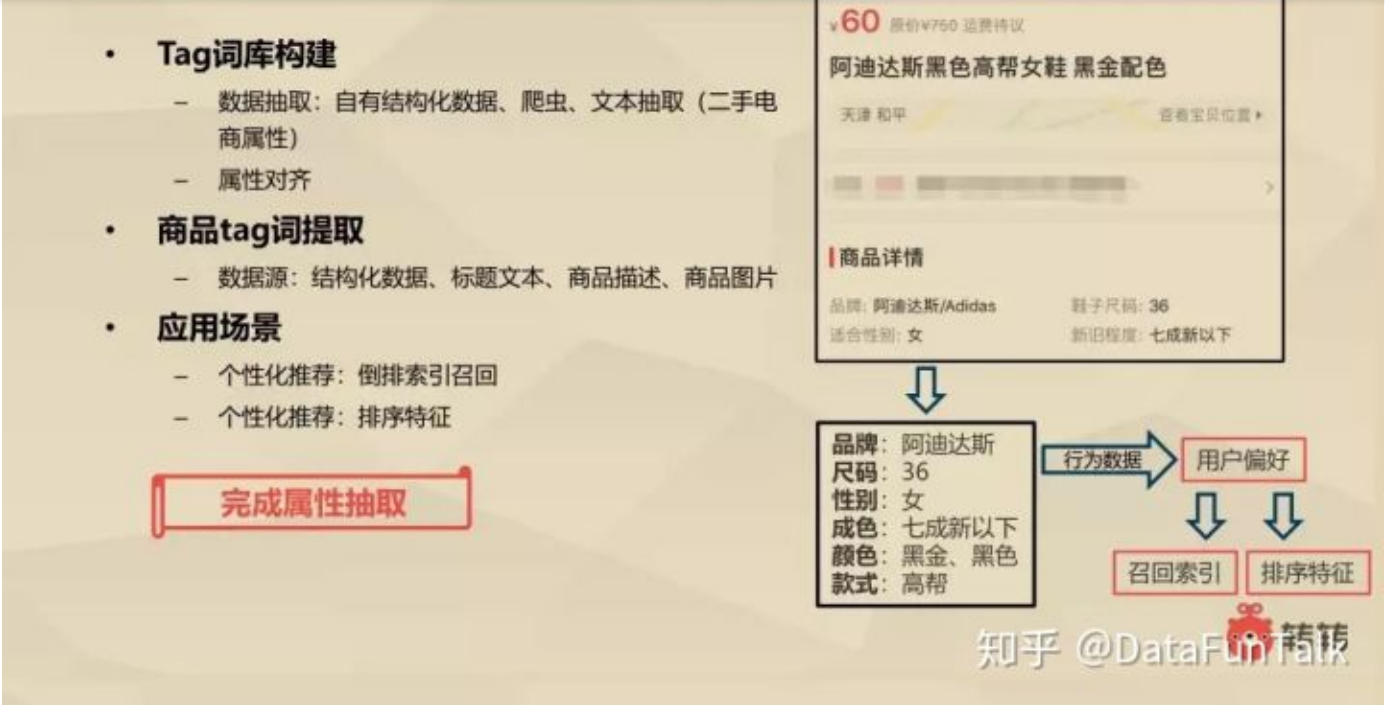 • Tag词库构建
– 数据抽取：自有结构化数据、爬虫、文本抽取（二手电
商属性）
– 属性对齐
• 商品tag词提取
– 数据源：结构化数据、标题文本、商品描述、商品图片
• 应用场景
– 个性化推荐：倒排索引召回
– 个性化推荐：排序特征
完成属性抽取
¥60 原价¥750 运费待议
阿迪达斯黑色高帮女鞋 黑金配色
天津 和平 查看宝贝位置
商品详情
品牌: 阿迪达斯/Adidas 鞋子尺码: 36
适合性别: 女 新旧程度: 七成新以下
品牌：阿迪达斯
尺码：36
性别：女
成色：七成新以下
颜色：黑金、黑色
款式：高帮
行为数据
用户偏好
召回索引
排序特征
转转
知乎 @DataFunTalk